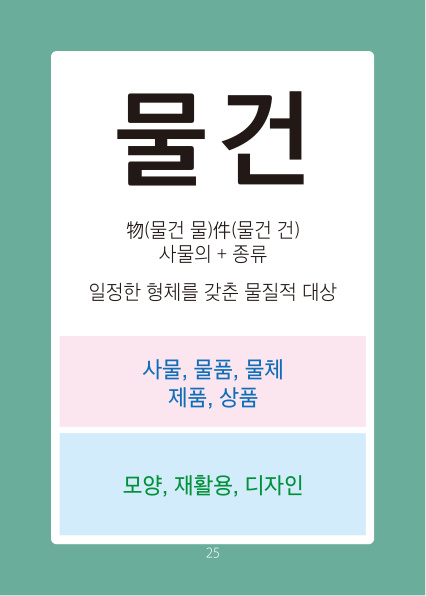 물건
物(물건 물)件(물건 건)
사물의 + 종류
일정한 형체를 갖춘 물질적 대상
사물, 물품, 물체
제품, 상품
모양, 재활용, 디자인
25